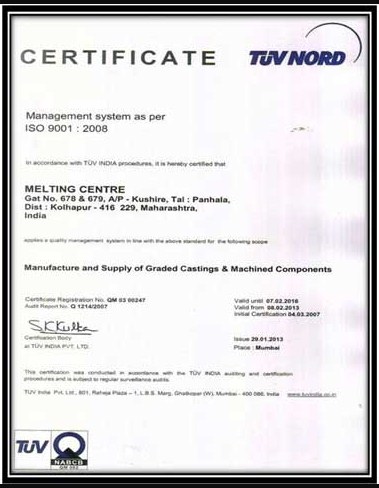 CERTIFICATE
TÜV NORD
Management system as per
ISO 9001 : 2008
In accordance with TÜV INDIA procedures, it is hereby certified that
MELTING CENTRE
Gat No. 678 & 679, A/P - Kushire, Tal : Panhala,
Dist : Kolhapur - 416 229, Maharashtra,
India
applies a quality management system in line with the above standard for the following scope
Manufacture and Supply of Graded Castings & Machined Components
Certificate Registration No. QM 03 00247
Audit Report No. Q 1214/2007
Valid until 07.02.2016
Valid from 08.02.2013
Initial Certification 04.03.2007
S.K.Kulka
Certification Body
at TÜV INDIA PVT. LTD.
Issue 29.01.2013
Place : Mumbai
This certification was conducted in accordance with the TÜV INDIA auditing and certification
procedures and is subject to regular surveillance audits.
TÜV India Pvt. Ltd., 801, Raheja Plaza - 1, L.B.S. Marg, Ghatkopar (W), Mumbai - 400 086, India www.tuvindia.co.in
TÜV
NABCB
QM 002